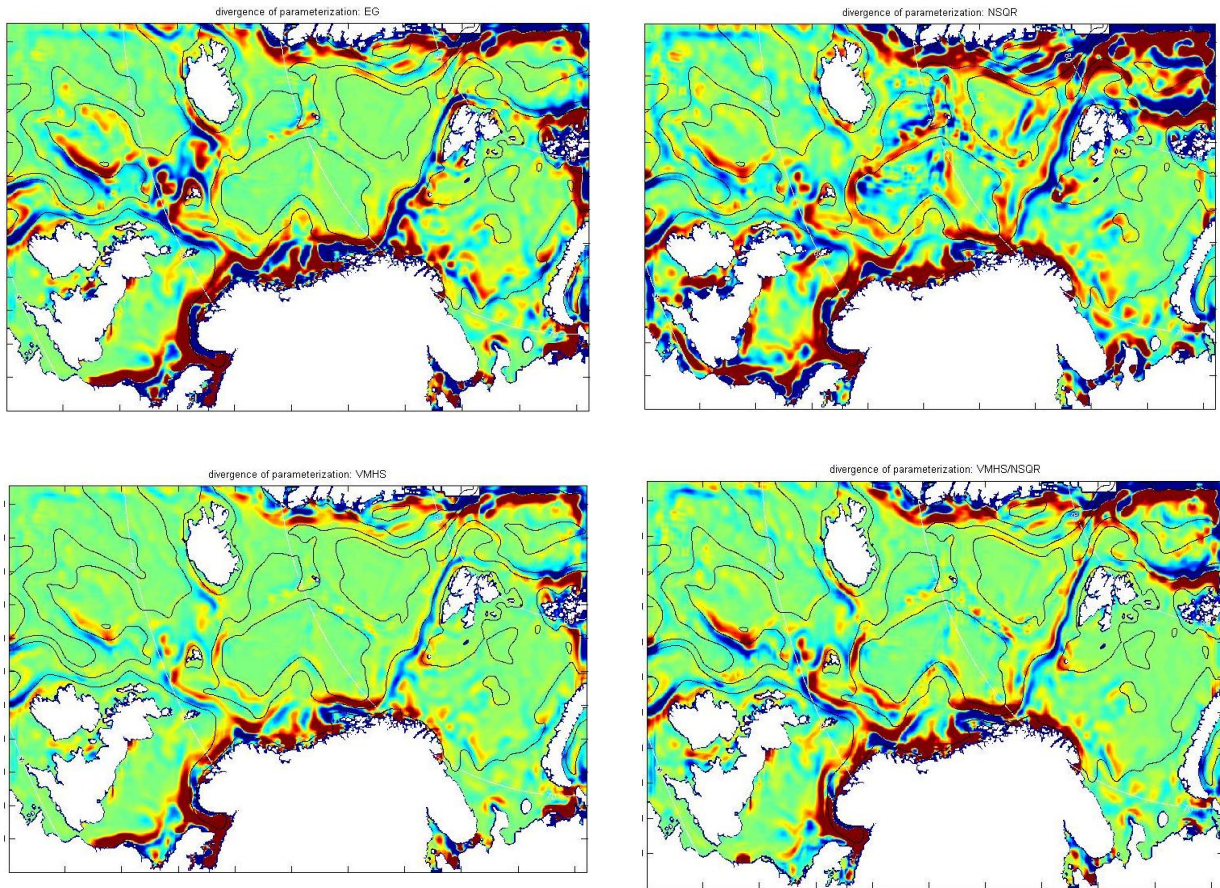 divergence of parameterization: EG
divergence of parameterization: NSQR
divergence of parameterization: VMHS
divergence of parameterization: VMHS/NSQR